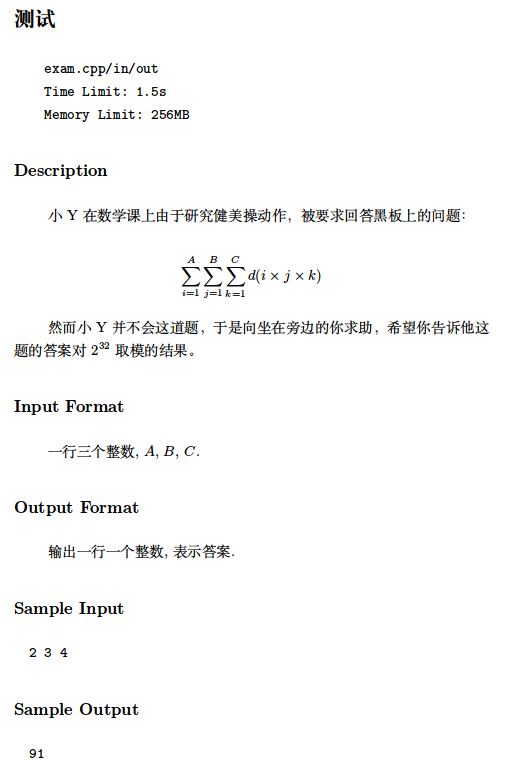 测试
exam.cpp/in/out
Time Limit: 1.5s
Memory Limit: 256MB
Description
小 Y 在数学课上由于研究健美操动作，被要求回答黑板上的问题：
$\sum_{i=1}^{A}\sum_{j=1}^{B}\sum_{k=1}^{C} d(i \times j \times k)$
然而小 Y 并不会这道题，于是向坐在旁边的你求助，希望你告诉他这
题的答案对 $2^{32}$ 取模的结果。
Input Format
一行三个整数, A, B, C.
Output Format
输出一行一个整数, 表示答案.
Sample Input
2 3 4
Sample Output
91